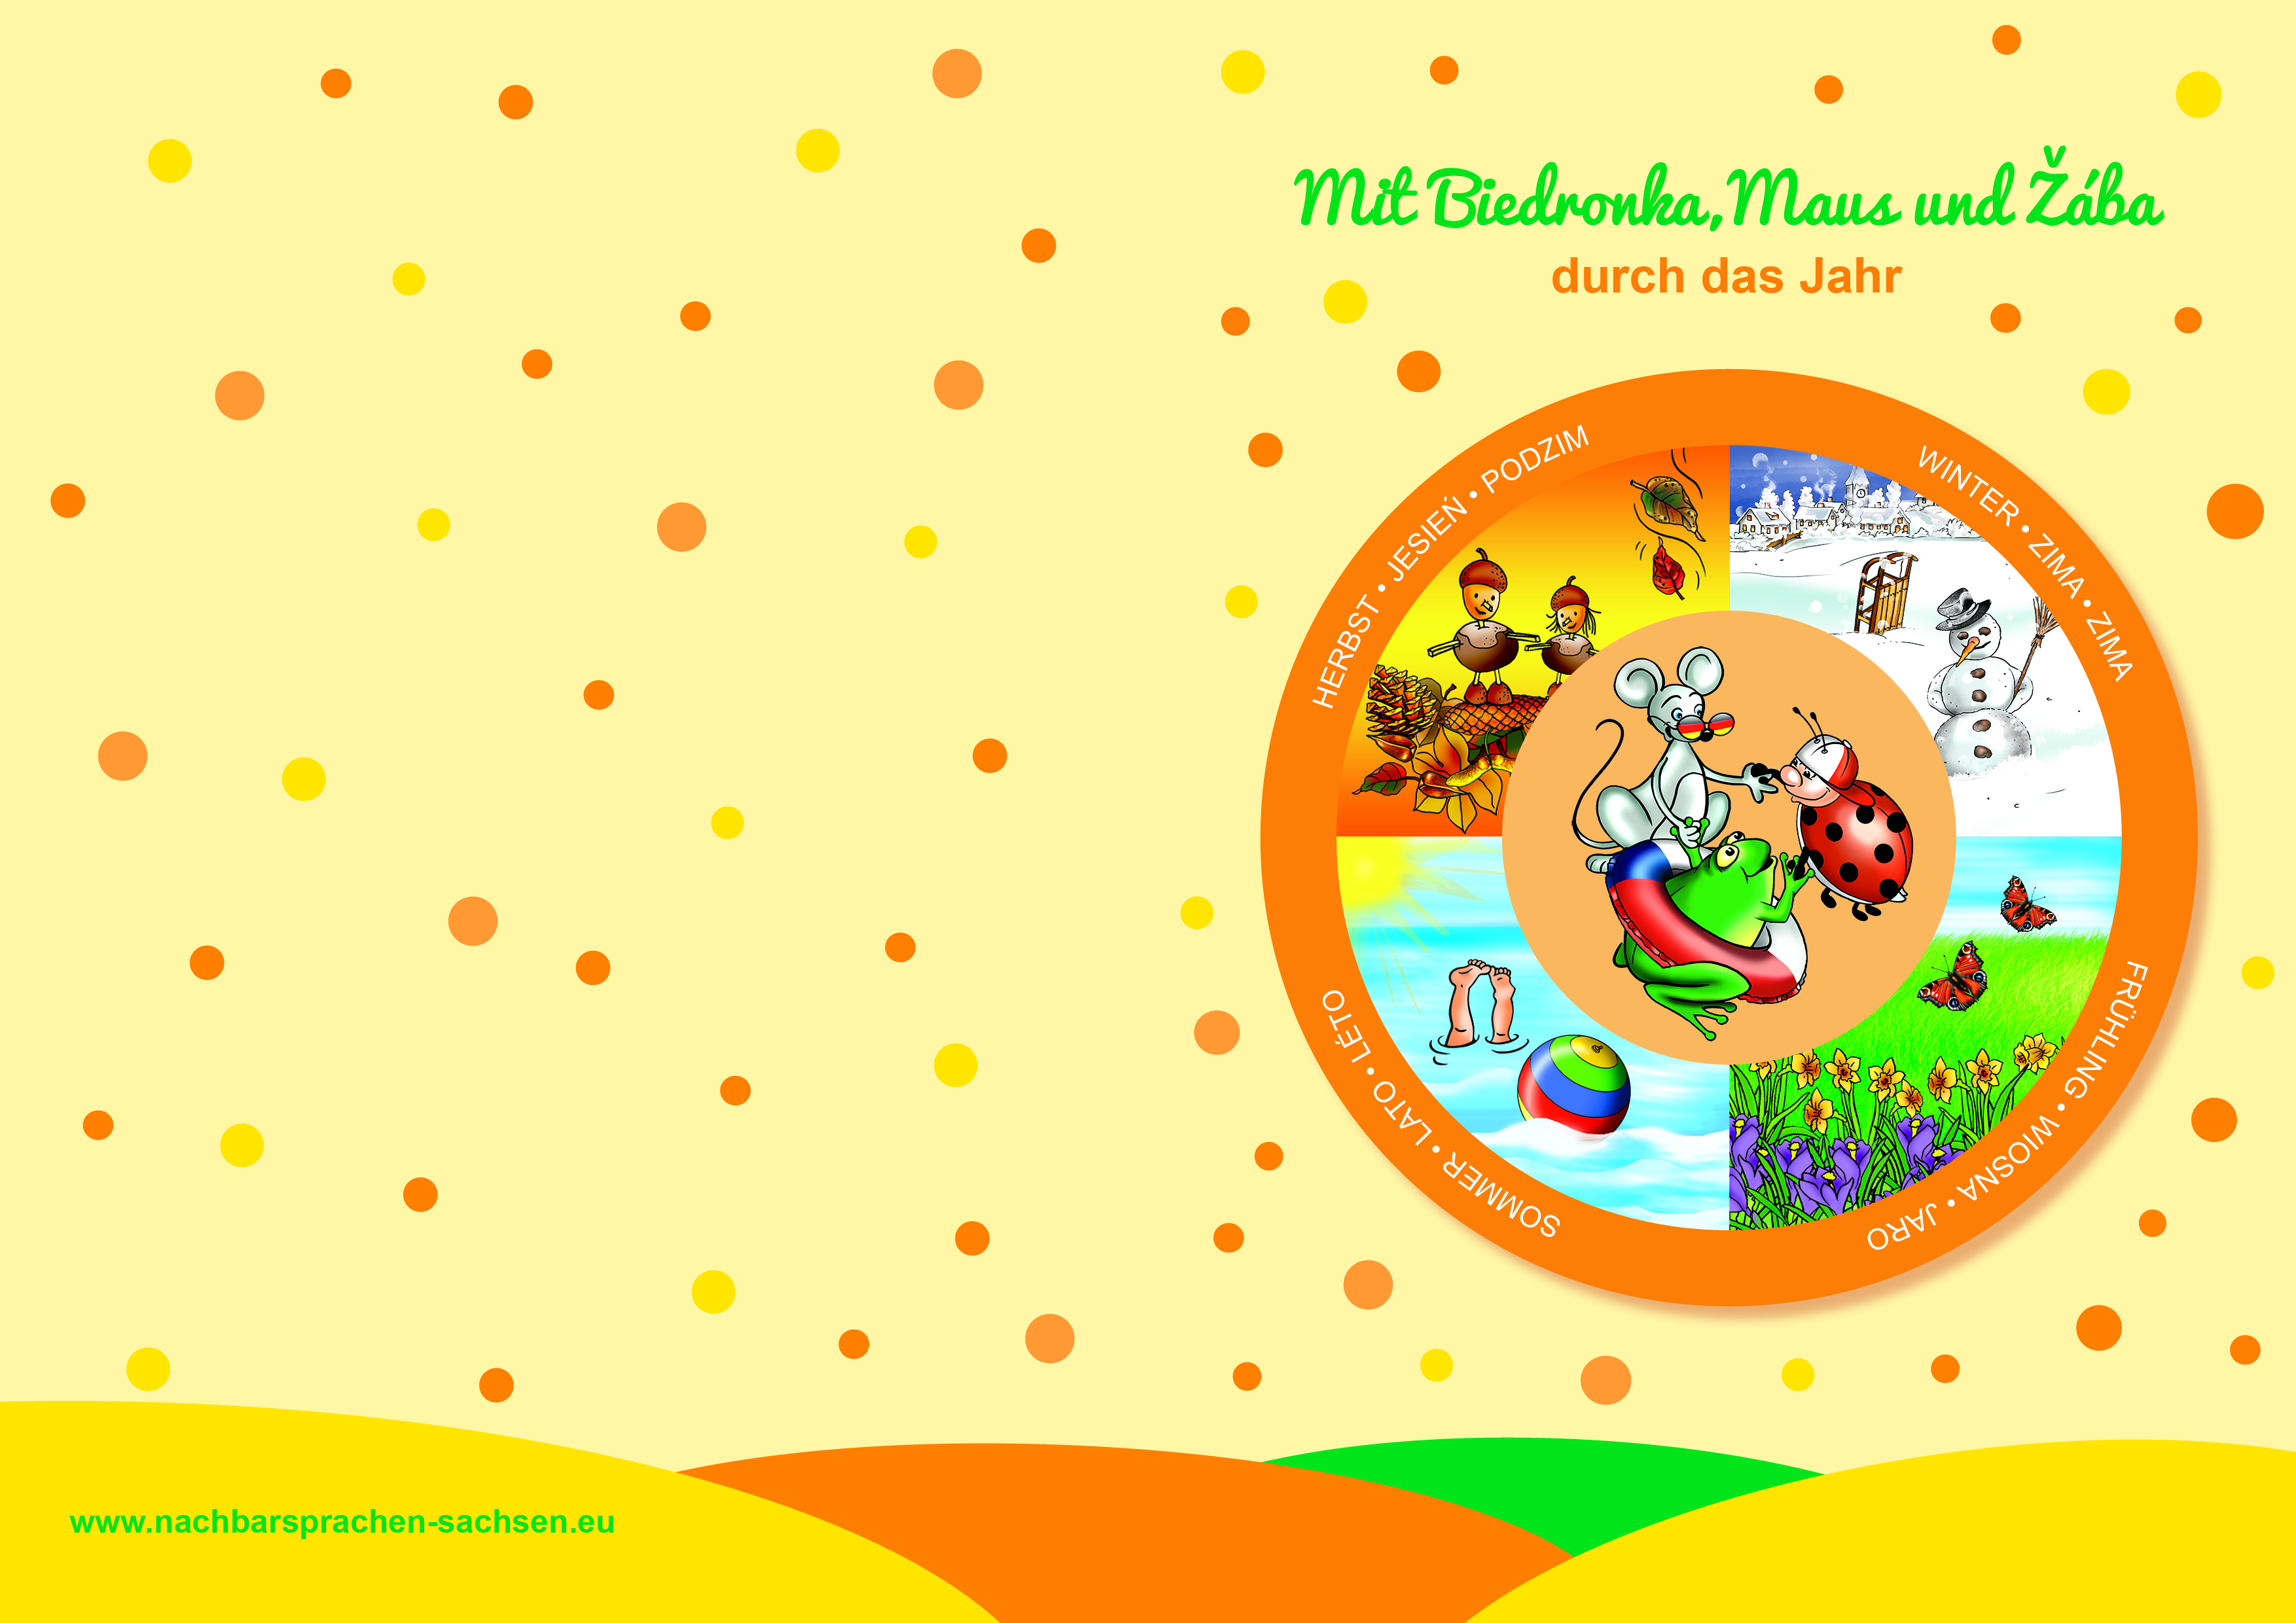 Mit Biedronka, Maus und Žába
durch das Jahr
HERBST • JESIEŃ • PODZIM
WINTER • ZIMA • ZIMA
FRÜHLING • WIOSNA • JARO
SOMMER • LATO • LÉTO
www.nachbarsprachen-sachsen.eu